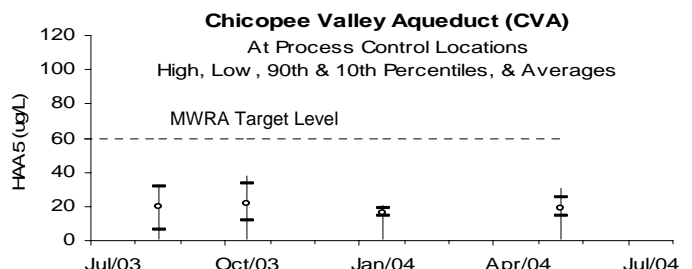 Chicopee Valley Aqueduct (CVA)
At Process Control Locations
High, Low , 90th & 10th Percentiles, & Averages
HAA5 (ug/L)
120
100
80
60
40
20
0
MWRA Target Level
Jul/03 Oct/03 Jan/04 Apr/04 Jul/04